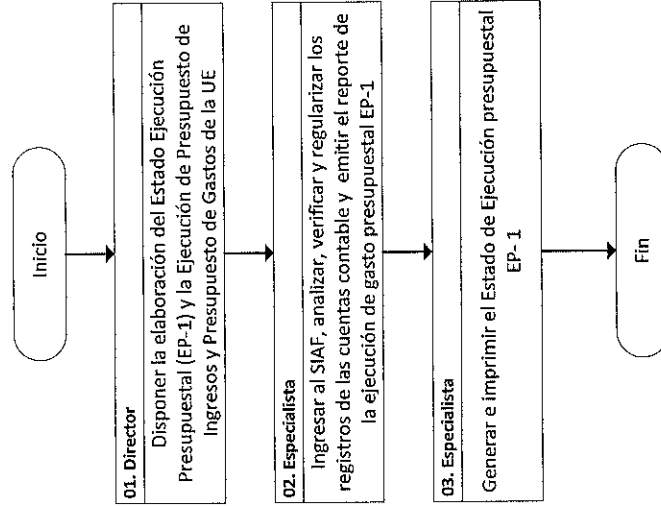 Inicio
01. Director
Disponer la elaboración del Estado Ejecución
Presupuestal (EP-1) y la Ejecución de Presupuesto de
Ingresos y Presupuesto de Gastos de la UE
02. Especialista
Ingresar al SIAF, analizar, verificar y regularizar los
registros de las cuentas contable y emitir el reporte de
la ejecución de gasto presupuestal EP-1
03. Especialista
Generar e imprimir el Estado de Ejecución presupuestal
EP- 1
Fin